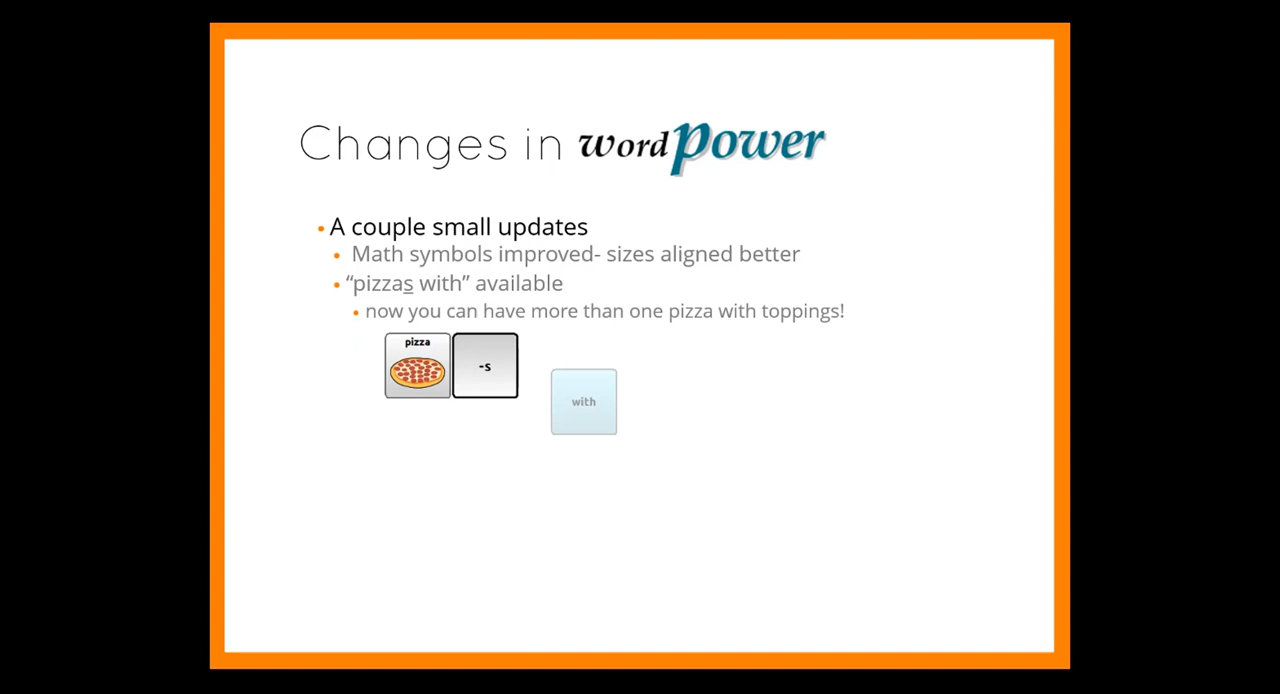 Changes in wordpower
• A couple small updates
• Math symbols improved- sizes aligned better
• “pizzas with” available
• now you can have more than one pizza with toppings!
pizza
-s
with